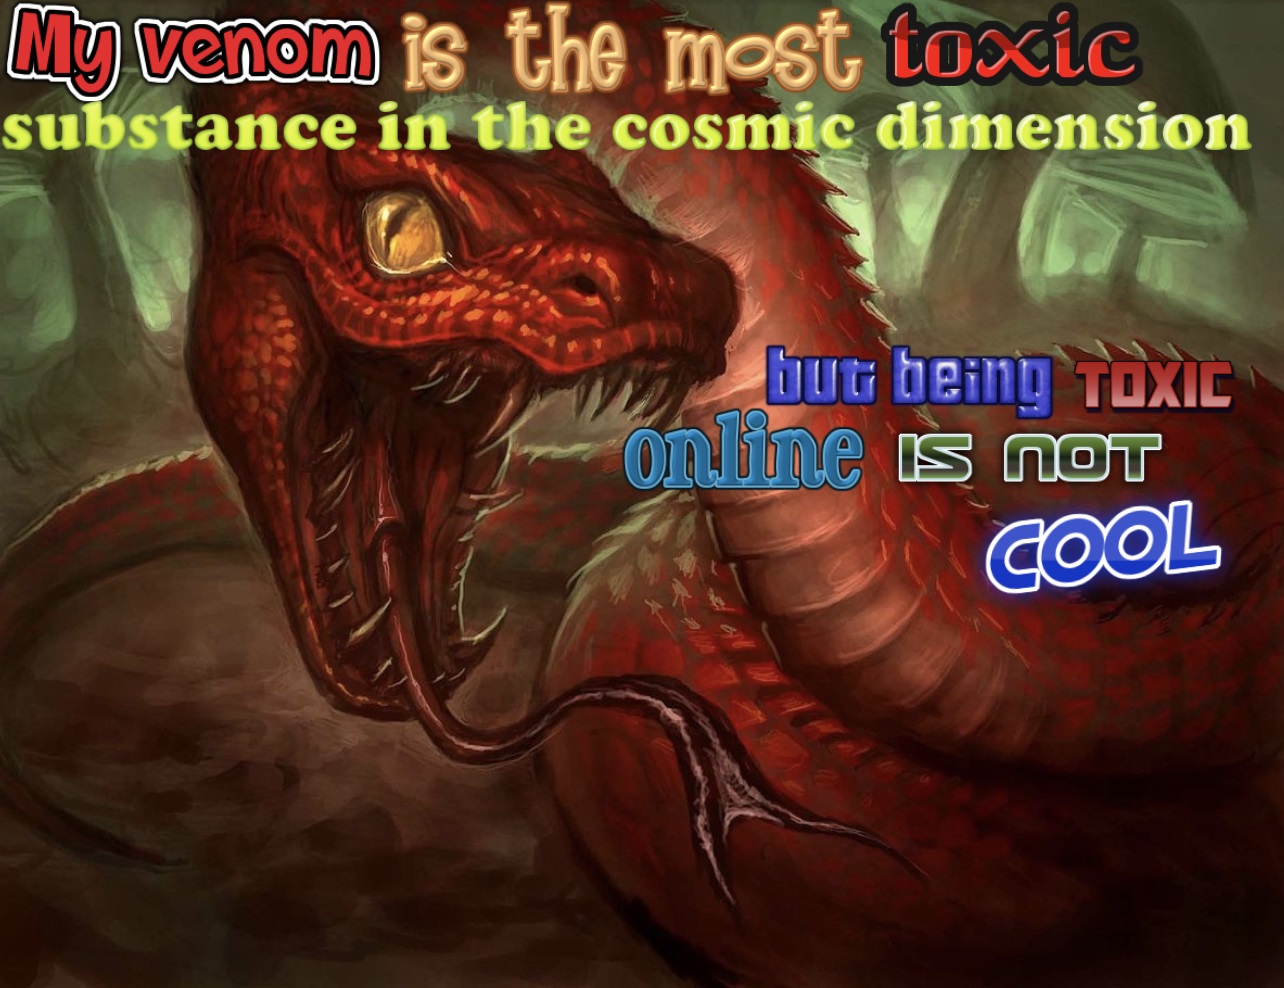 My venom is the most toxic
substance in the cosmic dimension
but being TOXIC
online IS NOT
COOL